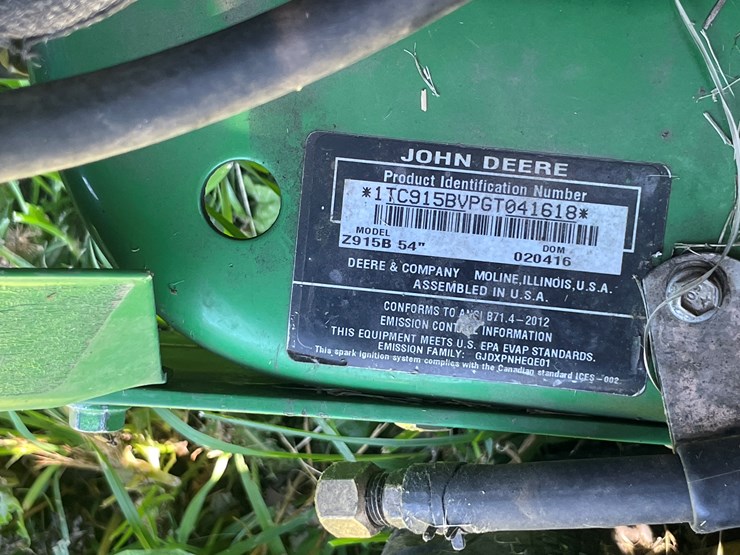 JOHN DEERE
Product Identification Number
*1TC915BVPGT041618*
MODEL DOM
Z915B 54" 020416
DEERE & COMPANY MOLINE, ILLINOIS, U.S.A.
ASSEMBLED IN U.S.A.
CONFORMS TO ANSI B71.4-2012
EMISSION CONTROL INFORMATION
THIS EQUIPMENT MEETS U.S. EPA EVAP STANDARDS.
EMISSION FAMILY: GJDXPNHEQE01
This spark ignition system complies with the Canadian standard ICES-002